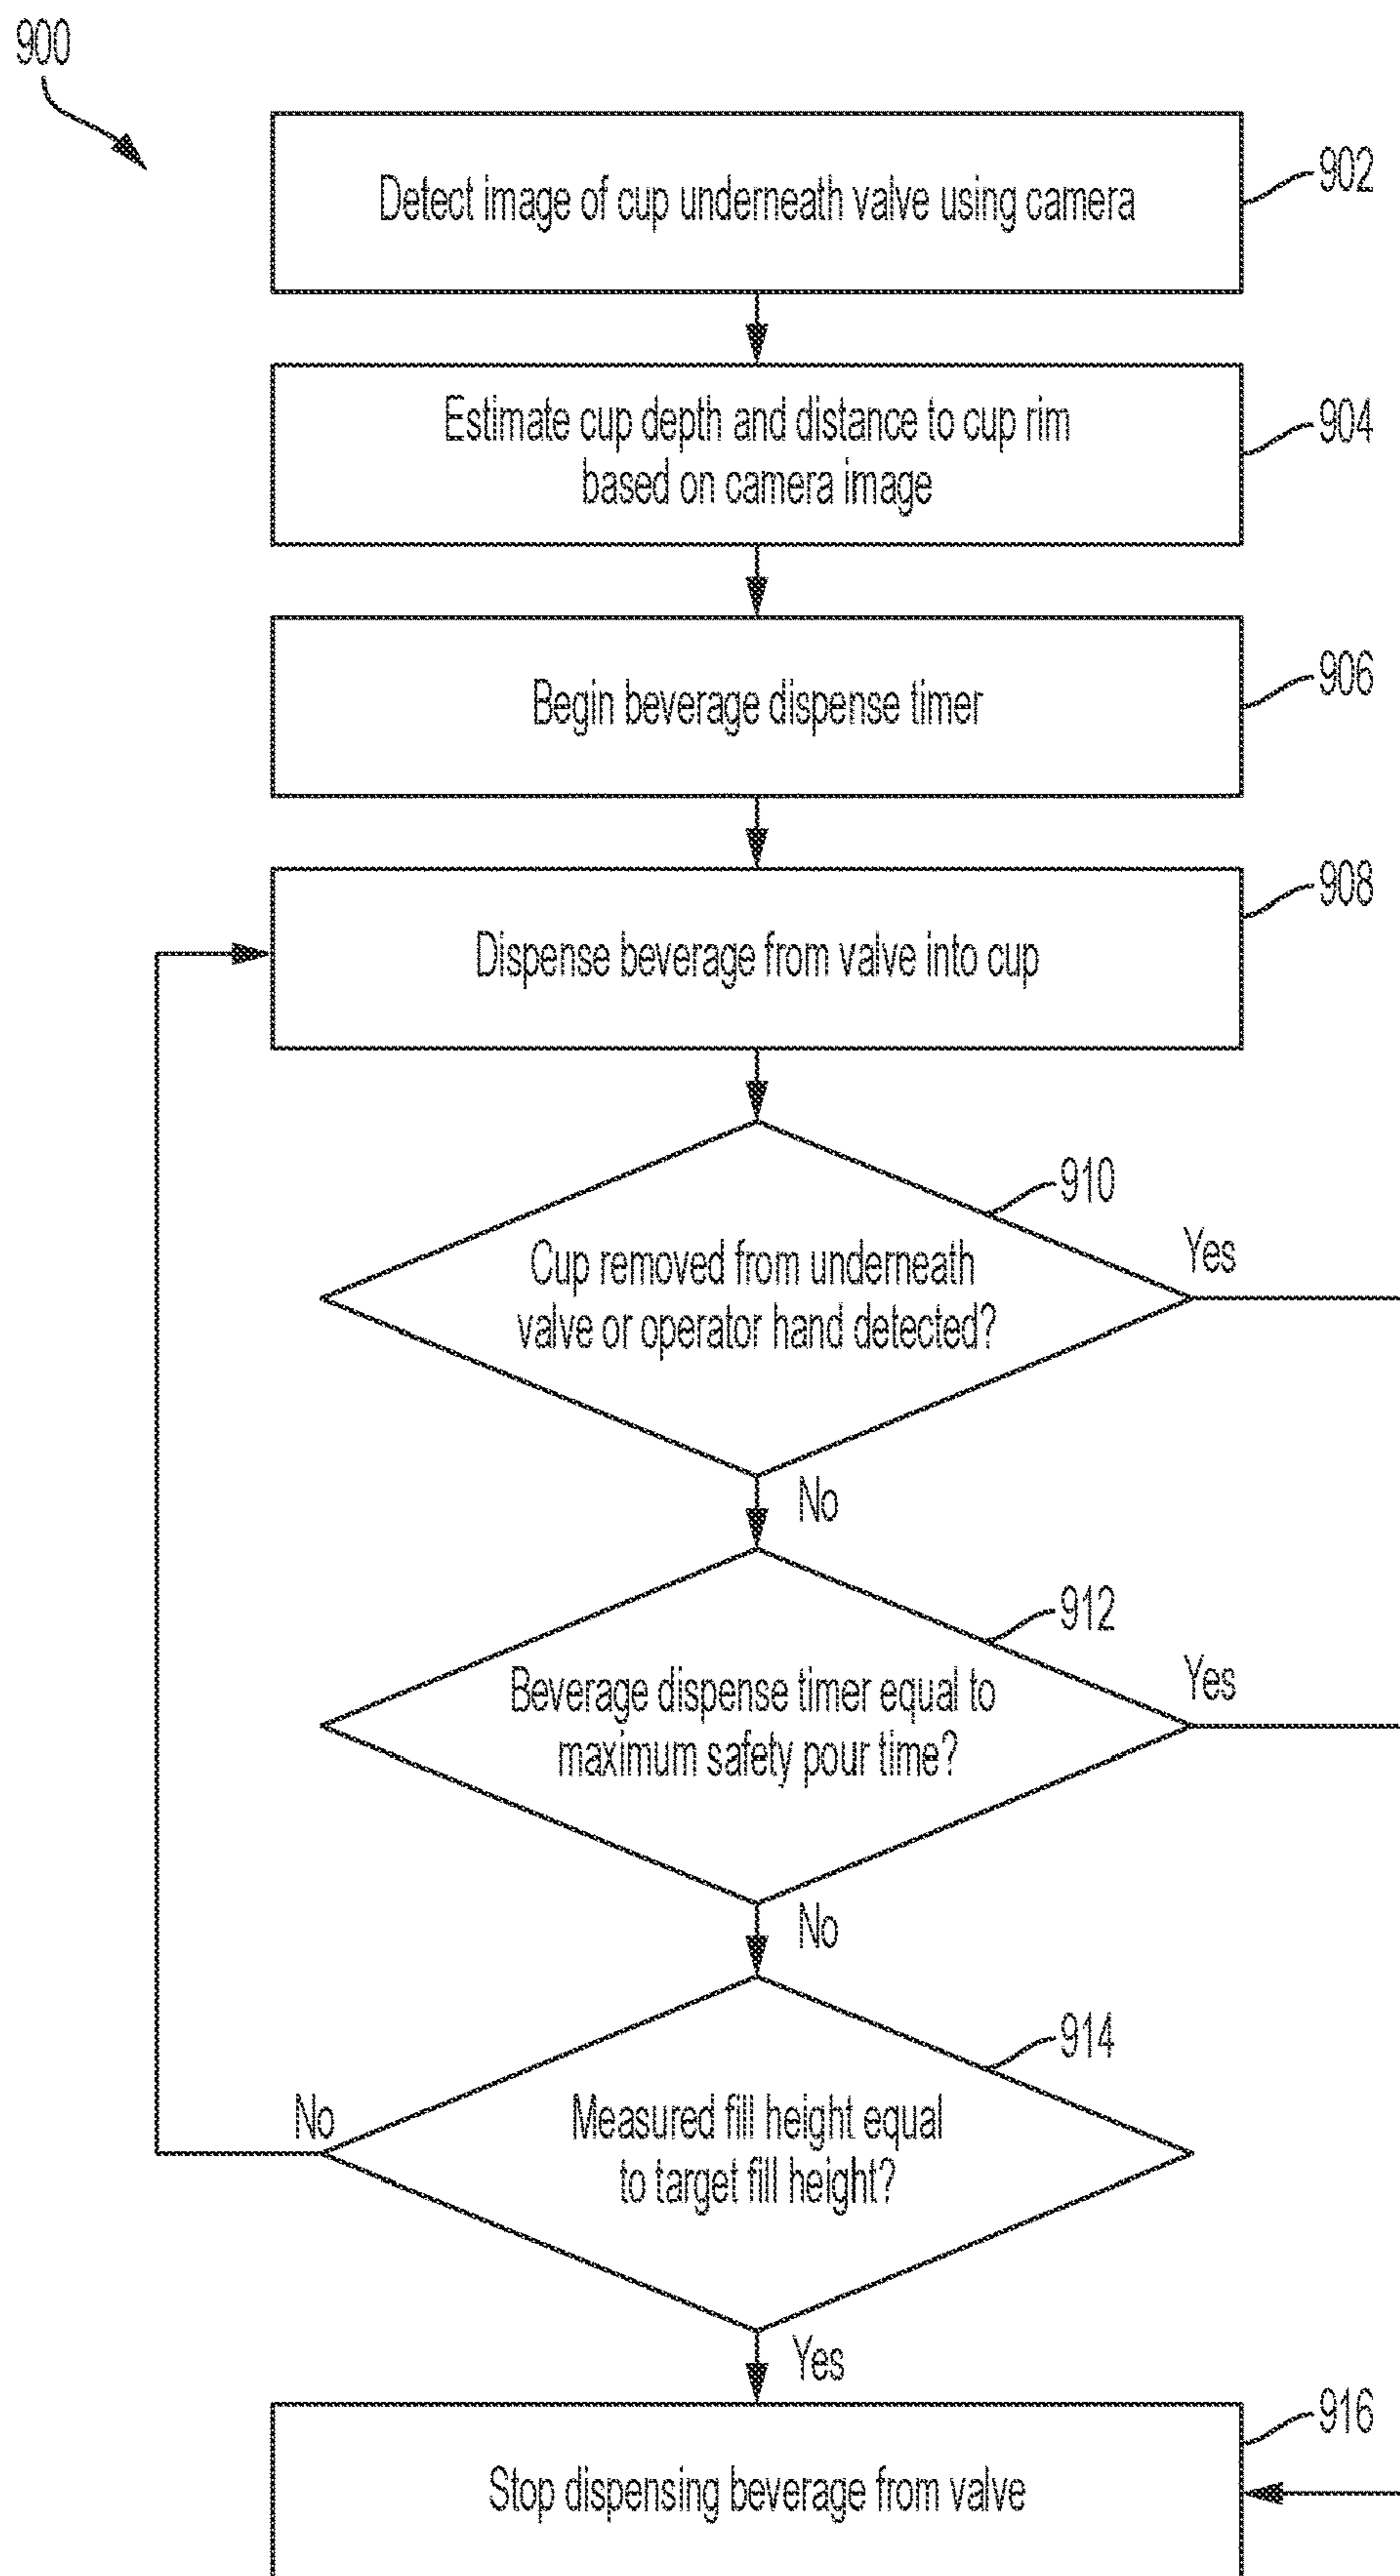 900
Detect image of cup underneath valve using camera
902
Estimate cup depth and distance to cup rim
based on camera image
904
Begin beverage dispense timer
906
Dispense beverage from valve into cup
908
910
Cup removed from underneath
valve or operator hand detected?
Yes
No
912
Beverage dispense timer equal to
maximum safety pour time?
Yes
No
914
Measured fill height equal
to target fill height?
No
Yes
916
Stop dispensing beverage from valve